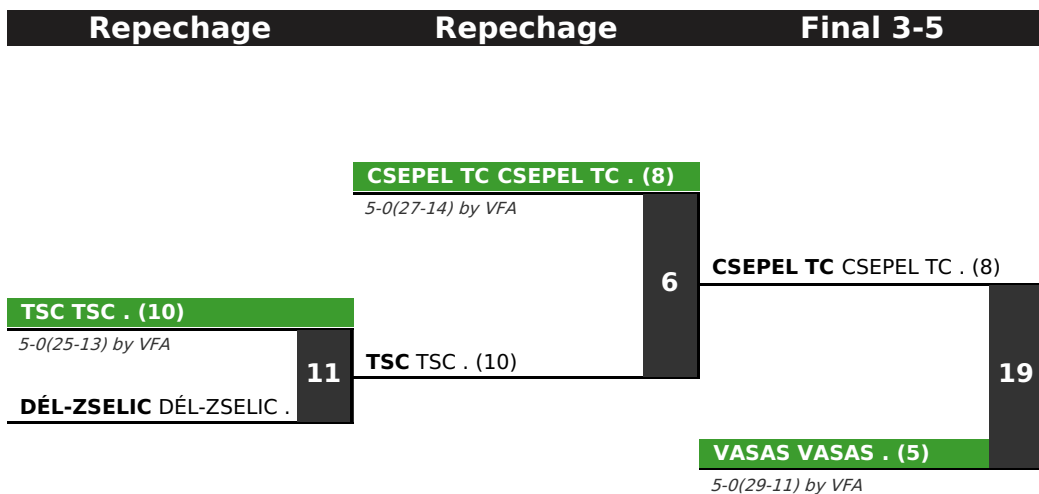 Repechage Repechage Final 3-5
CSEPEL TC CSEPEL TC . (8)
5-0(27-14) by VFA
6
CSEPEL TC CSEPEL TC . (8)
TSC TSC . (10)
5-0(25-13) by VFA
11
TSC TSC . (10)
19
DÉL-ZSELIC DÉL-ZSELIC .
VASAS VASAS . (5)
5-0(29-11) by VFA